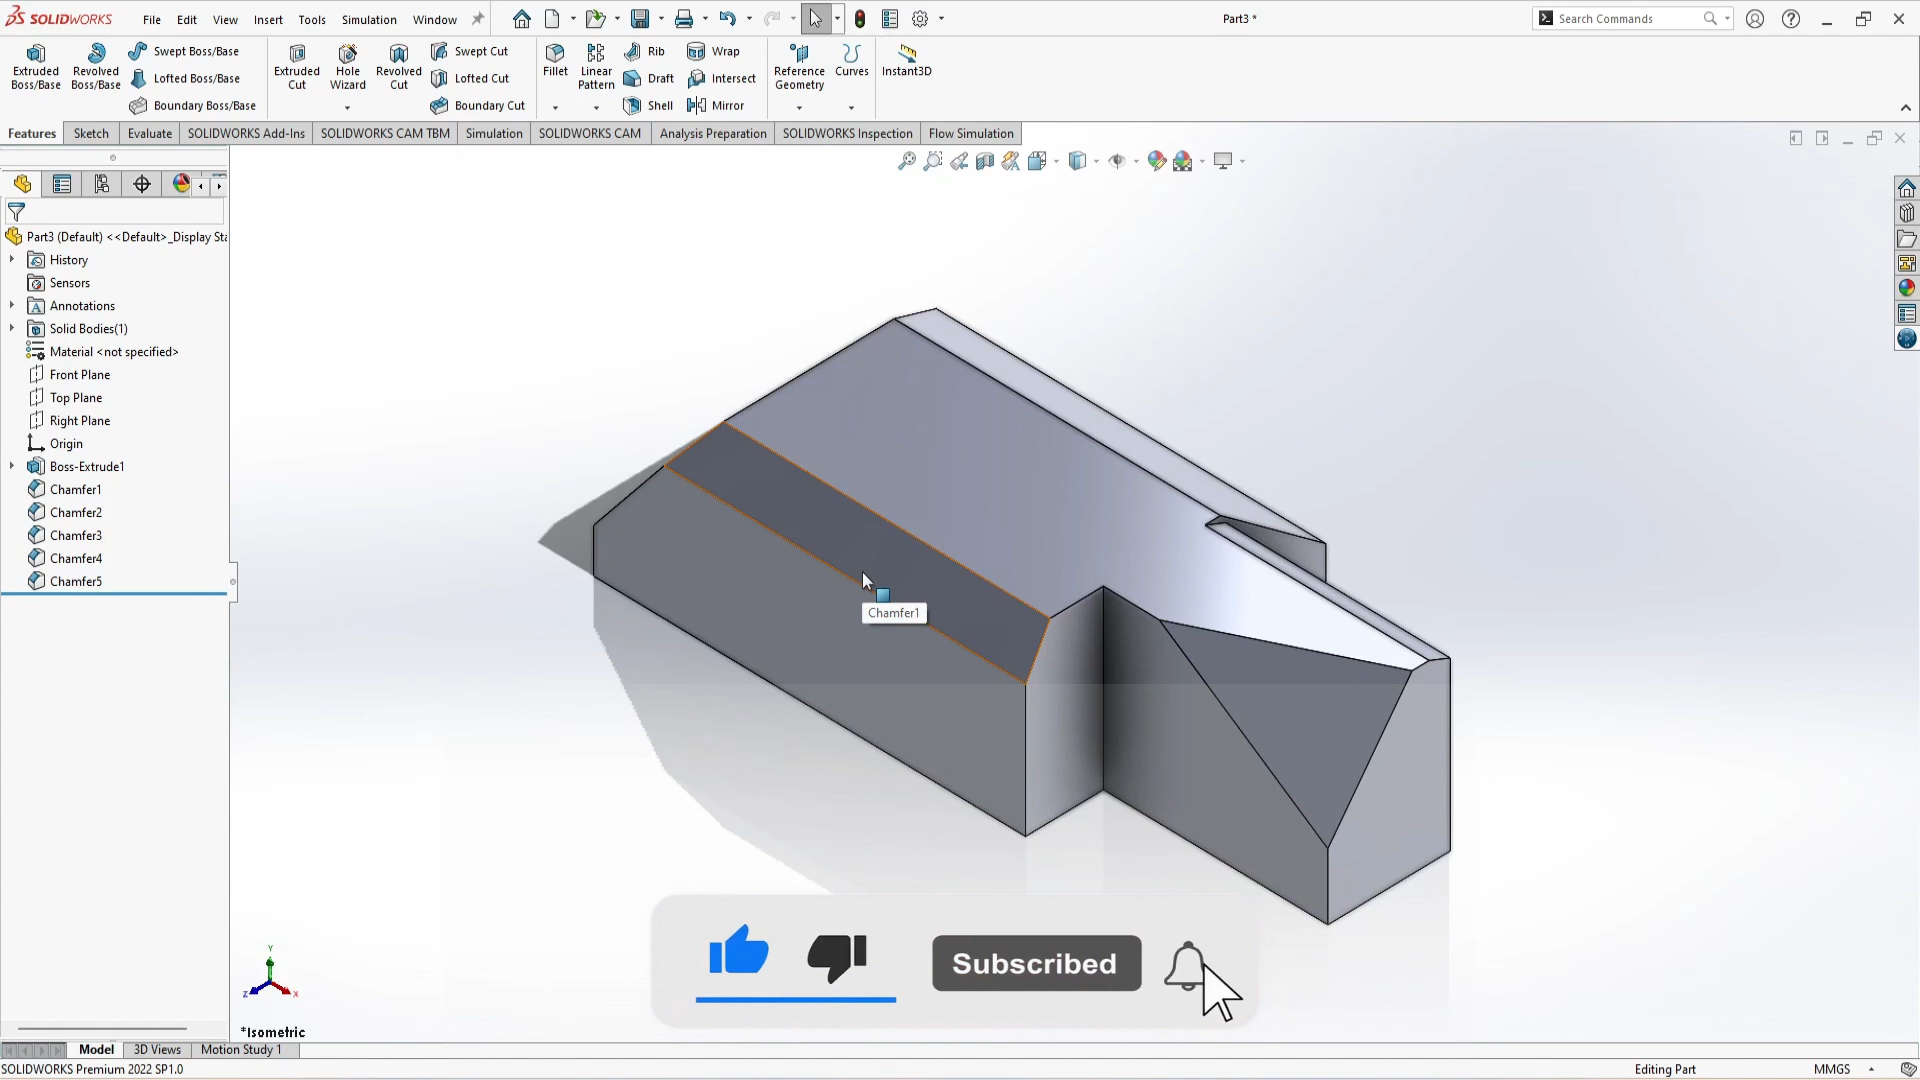 SOLIDWORKS File Edit View Insert Tools Simulation Window Part3 * Search Commands
Extruded Boss/Base
Revolved Boss/Base
Swept Boss/Base
Lofted Boss/Base
Boundary Boss/Base
Extruded Cut
Hole Wizard
Revolved Cut
Swept Cut
Lofted Cut
Boundary Cut
Fillet
Linear Pattern
Rib
Draft
Shell
Wrap
Intersect
Mirror
Reference Geometry
Curves
Instant3D
Features Sketch Evaluate SOLIDWORKS Add-Ins SOLIDWORKS CAM TBM Simulation SOLIDWORKS CAM Analysis Preparation SOLIDWORKS Inspection Flow Simulation
Part3 (Default) <<Default>_Display Sta
History
Sensors
Annotations
Solid Bodies(1)
Material <not specified>
Front Plane
Top Plane
Right Plane
Origin
Boss-Extrude1
Chamfer1
Chamfer2
Chamfer3
Chamfer4
Chamfer5
Chamfer1
Subscribed
Y
Z X
*Isometric
Model 3D Views Motion Study 1
SOLIDWORKS Premium 2022 SP1.0 Editing Part MMGS